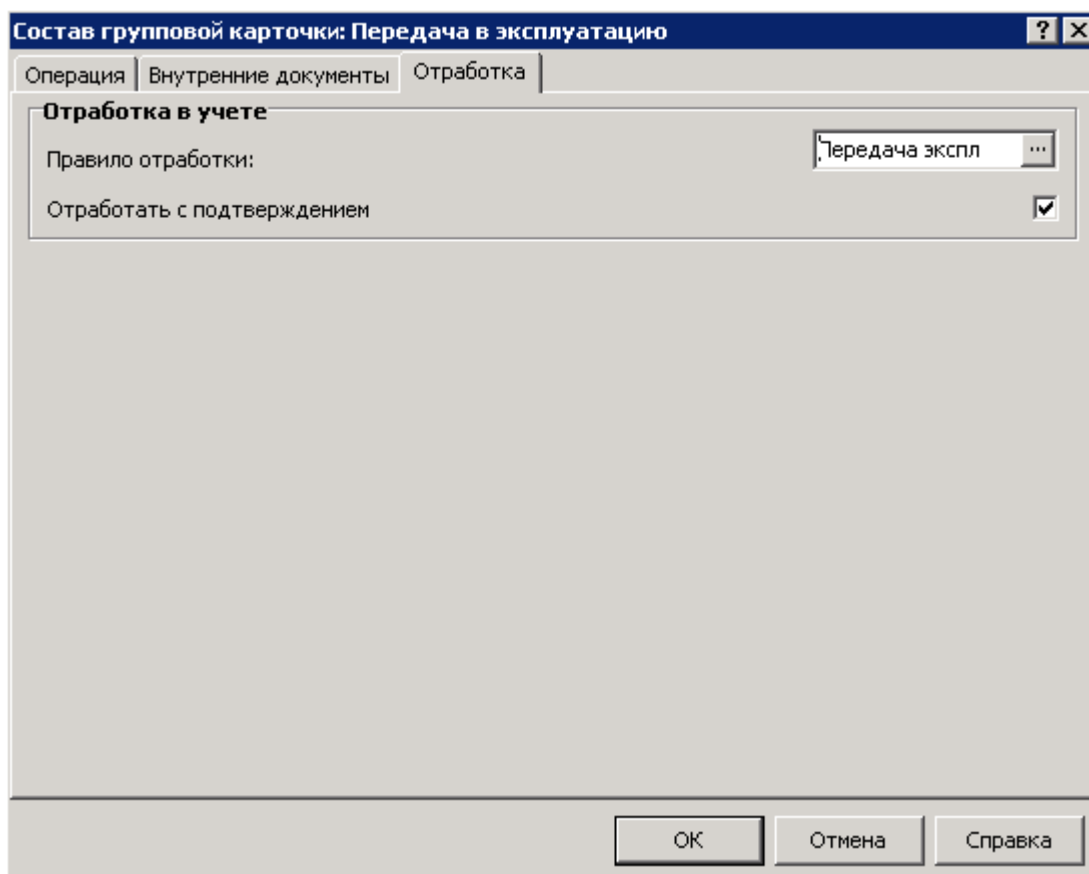 Состав групповой карточки: Передача в эксплуатацию
Операция Внутренние документы Отработка
Отработка в учете
Правило отработки: Передача экспл ...
Отработать с подтверждением
ОК Отмена Справка